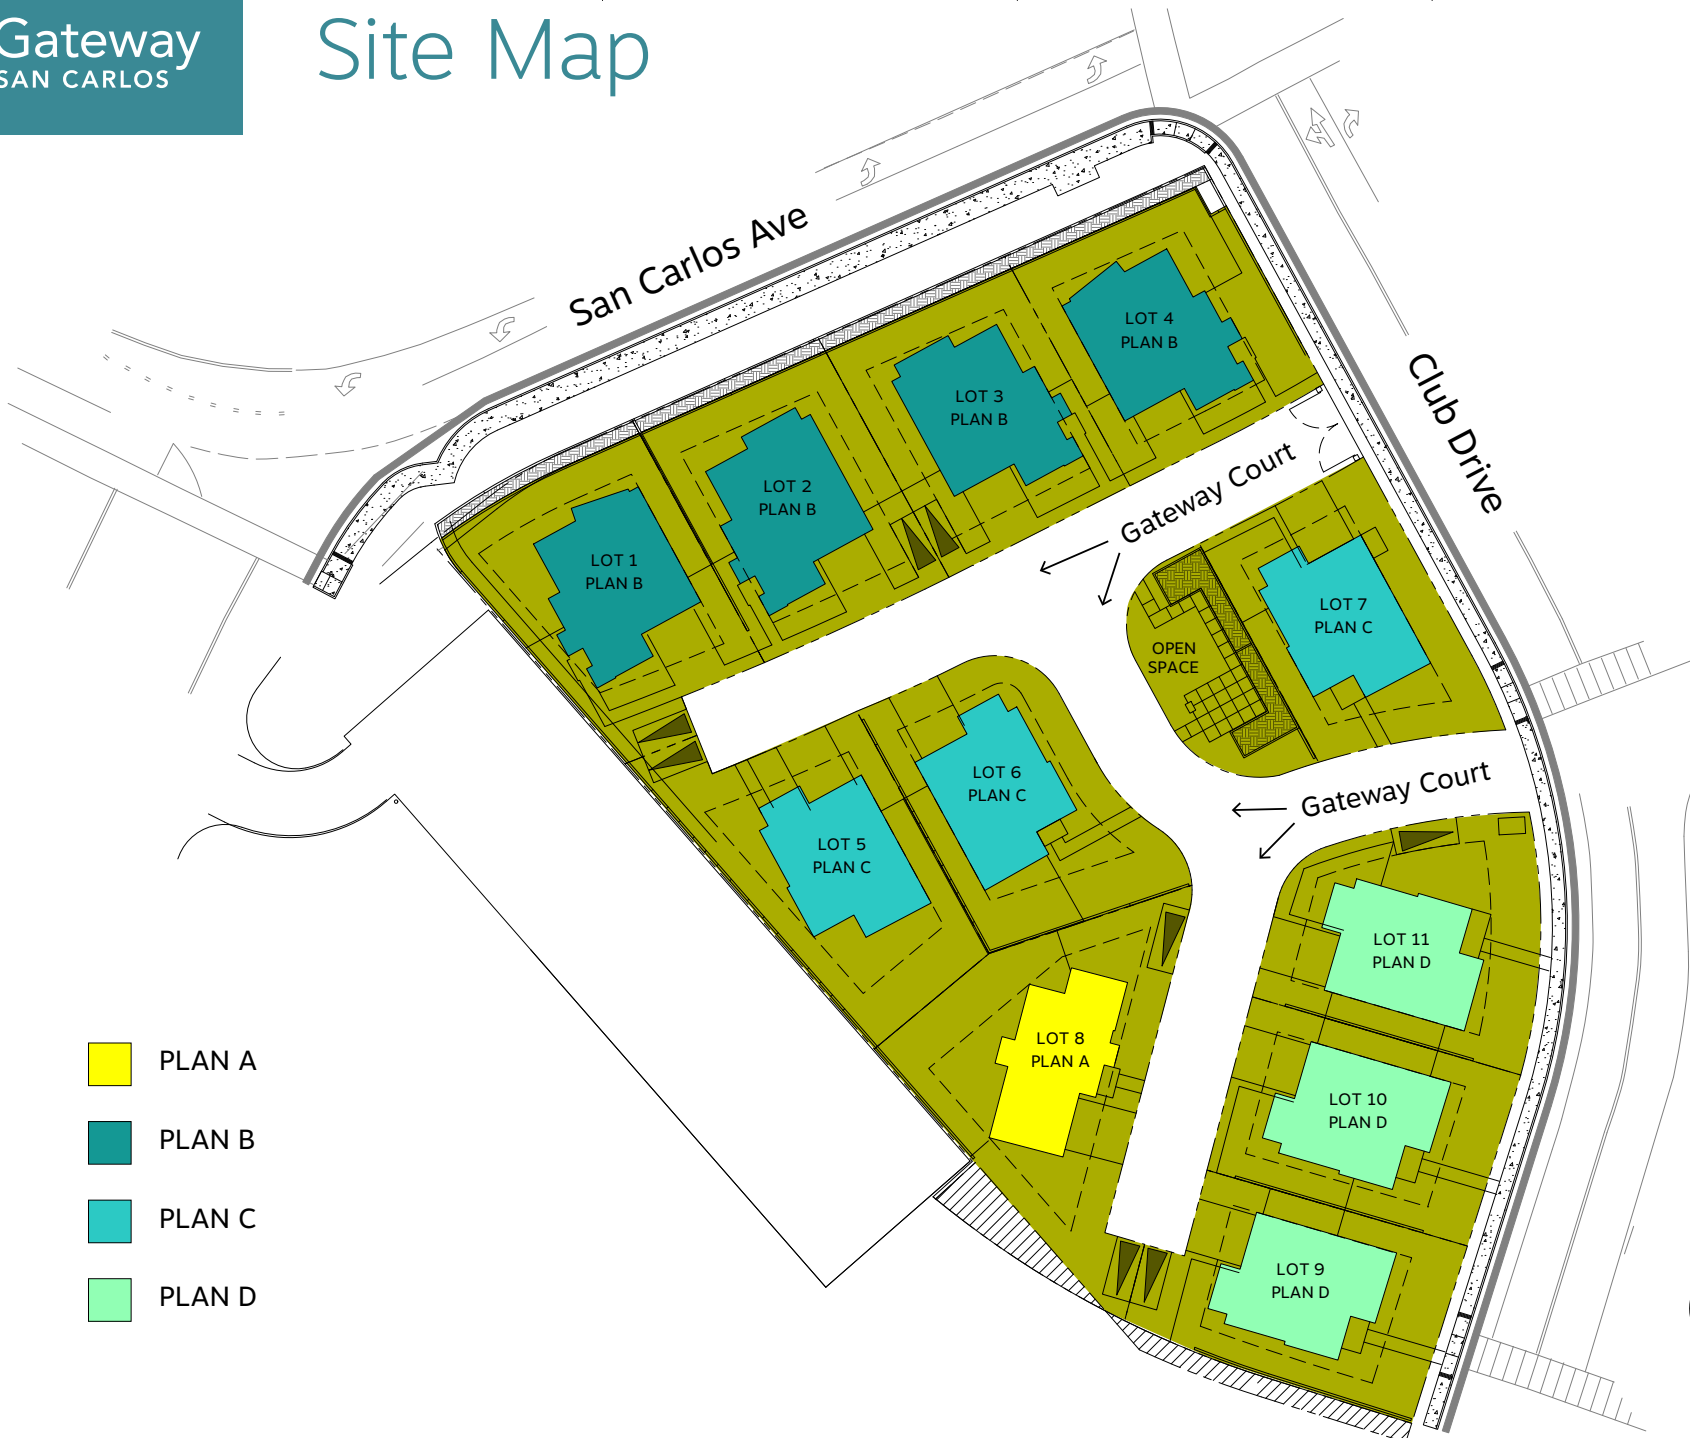 Gateway
SAN CARLOS
Site Map
San Carlos Ave
Club Drive
LOT 4
PLAN B
LOT 3
PLAN B
LOT 2
PLAN B
LOT 1
PLAN B
Gateway Court
LOT 7
PLAN C
OPEN
SPACE
LOT 6
PLAN C
Gateway Court
LOT 5
PLAN C
LOT 11
PLAN D
LOT 8
PLAN A
LOT 10
PLAN D
LOT 9
PLAN D
PLAN A
PLAN B
PLAN C
PLAN D